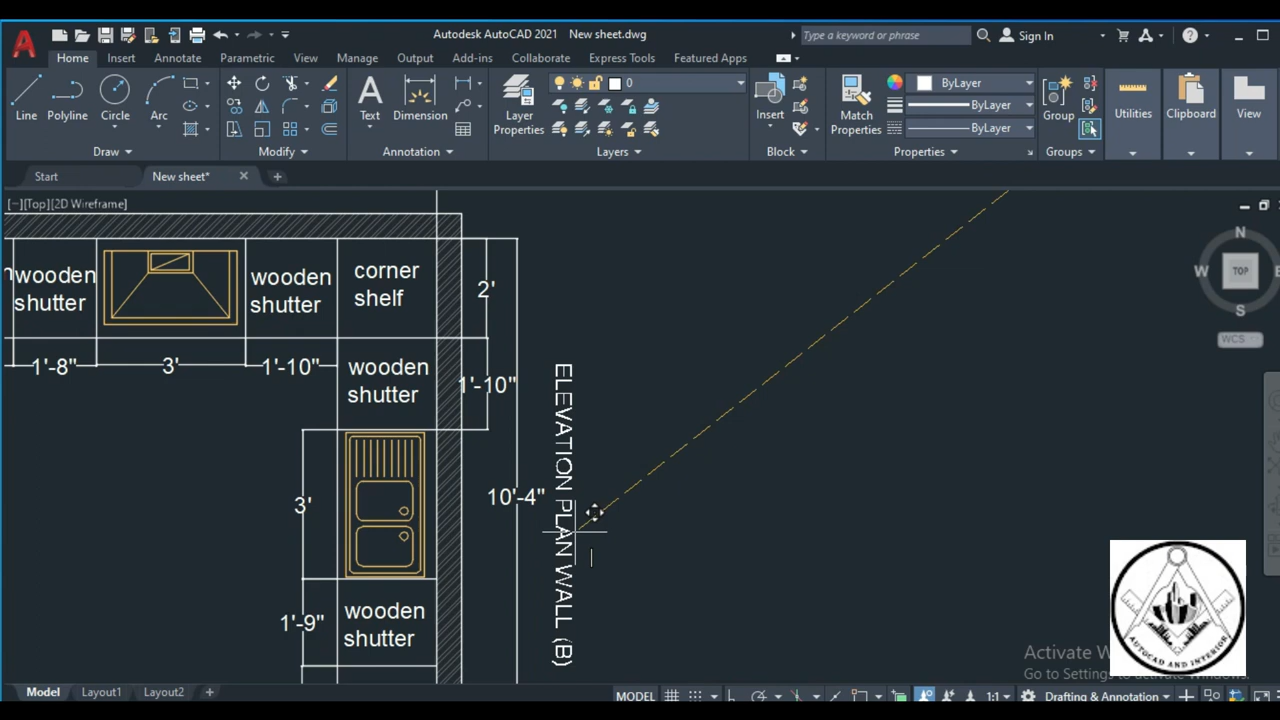 Autodesk AutoCAD 2021 New sheet.dwg
Type a keyword or phrase
Sign In
Home Insert Annotate Parametric View Manage Output Add-ins Collaborate Express Tools Featured Apps
Line Polyline Circle Arc
Text Dimension
Layer
Properties
0
Insert
Match
Properties
ByLayer
ByLayer
ByLayer
Group
Utilities
Clipboard
View
Draw Modify Annotation Layers Block Properties Groups
Start New sheet*
[−][Top][2D Wireframe]
N
W TOP E
S
WCS
wooden
shutter
wooden
shutter
corner
shelf
2'
1'-8" 3' 1'-10"
wooden
shutter
1'-10"
ELEVATION PLAN WALL (B)
10'-4"
3'
1'-9"
wooden
shutter
AUTOCAD AND INTERIOR
Activate W
Go to Settings to activate Windows.
Model Layout1 Layout2
MODEL 1:1 Drafting & Annotation